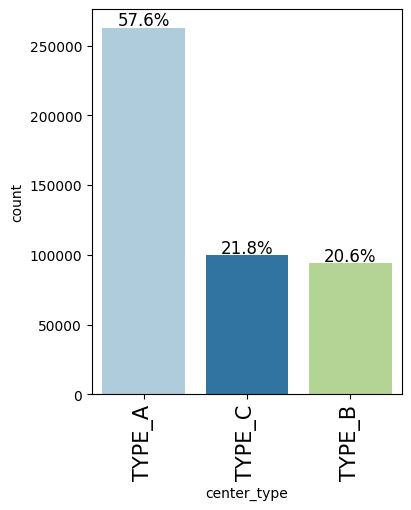 57.6%
250000
200000
count
150000
100000
50000
0
21.8%
20.6%
TYPE_A
TYPE_C
TYPE_B
center_type